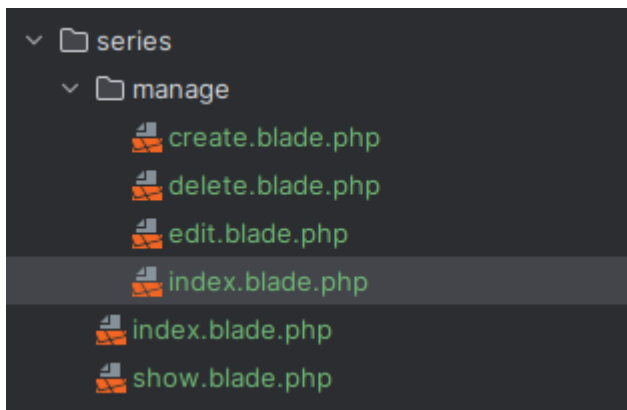 series
manage
create.blade.php
delete.blade.php
edit.blade.php
index.blade.php
index.blade.php
show.blade.php